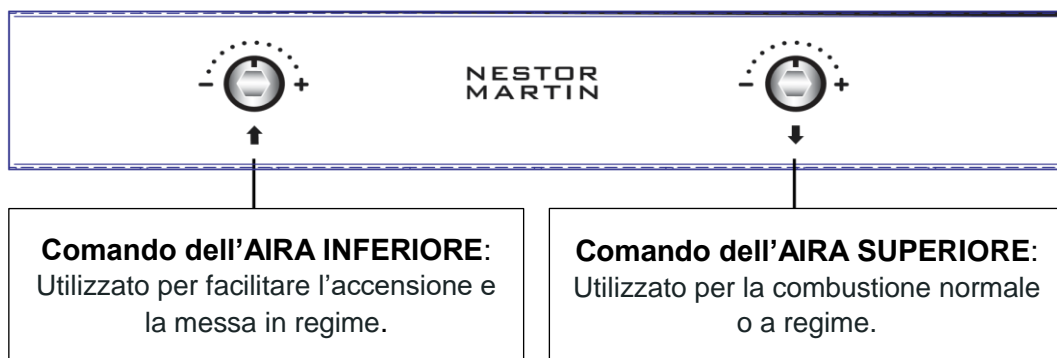 - +
NESTOR
MARTIN
- +
Comando dell’AIRA INFERIORE:
Utilizzato per facilitare l’accensione e
la messa in regime.
Comando dell’AIRA SUPERIORE:
Utilizzato per la combustione normale
o a regime.